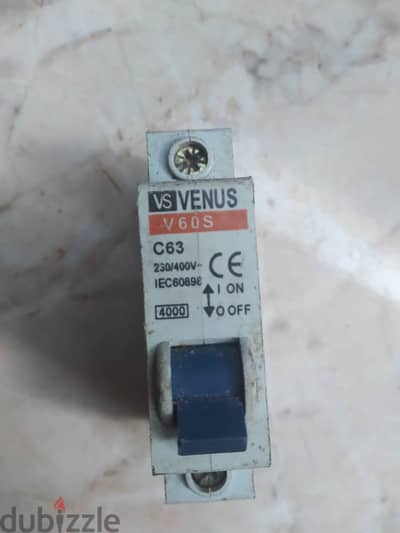 VS VENUS
V60S
C63
230/400V~
IEC60898
CE
I ON
4000
O OFF
dubizzle